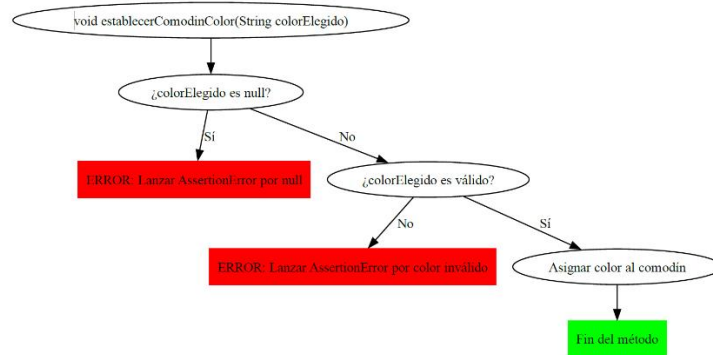 void establecerComodinColor(String colorElegido)
¿colorElegido es null?
Sí
No
ERROR: Lanzar AssertionError por null
¿colorElegido es válido?
No
Sí
ERROR: Lanzar AssertionError por color inválido
Asignar color al comodín
Fin del método